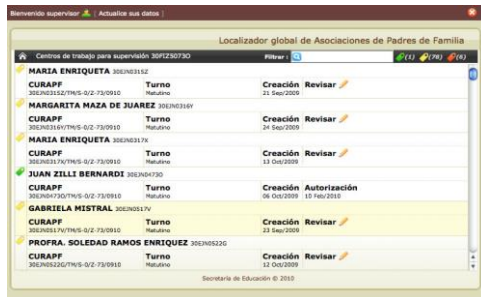 Bienvenido supervisor | Actualice sus datos |
Localizador global de Asociaciones de Padres de Familia
Centros de trabajo para supervisión 30FIZ5073O Filtrar: (1) (78) (6)
MARIA ENRIQUETA 30EJN0315Z
CURAPF Turno Creación Revisar
30EJN0315Z/TM/S-0/Z-73/0910 Matutino 21 Sep/2009
MARGARITA MAZA DE JUAREZ 30EJN0316Y
CURAPF Turno Creación Revisar
30EJN0316Y/TM/S-0/Z-73/0910 Matutino 24 Sep/2009
MARIA ENRIQUETA 30EJN0317X
CURAPF Turno Creación Revisar
30EJN0317X/TM/S-0/Z-73/0910 Matutino 13 Oct/2009
JUAN ZILLI BERNARDI 30EJN0473O
CURAPF Turno Creación Autorización
30EJN0473O/TM/S-0/Z-73/0910 Matutino 06 Oct/2009 10 Feb/2010
GABRIELA MISTRAL 30EJN0517V
CURAPF Turno Creación Revisar
30EJN0517V/TM/S-0/Z-73/0910 Matutino 23 Sep/2009
PROFRA. SOLEDAD RAMOS ENRIQUEZ 30EJN0522G
CURAPF Turno Creación Revisar
30EJN0522G/TM/S-0/Z-73/0910 Matutino 12 Oct/2009
Secretaría de Educación © 2010